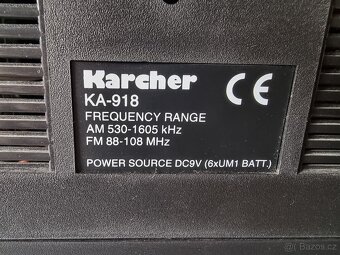 Karcher
KA-918
CE
FREQUENCY RANGE
AM 530-1605 kHz
FM 88-108 MHz
POWER SOURCE DC9V (6xUM1 BATT.)
Bazoš.cz